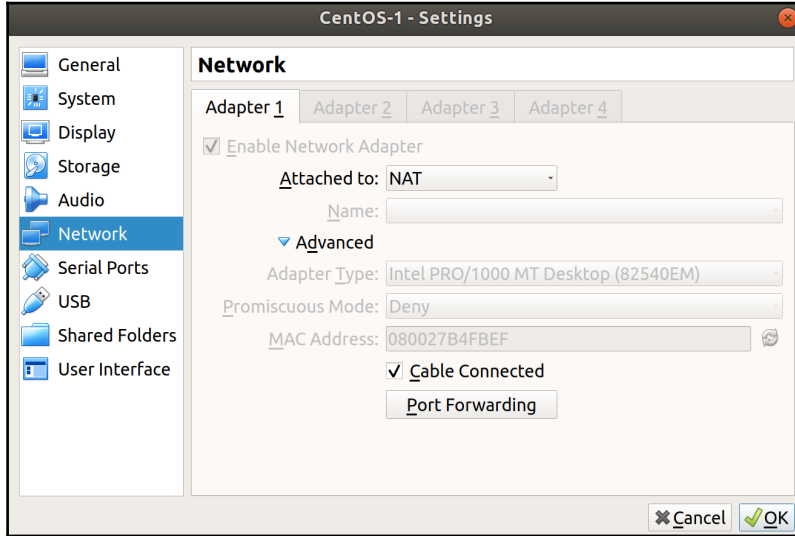 CentOS-1 - Settings
General
System
Display
Storage
Audio
Network
Serial Ports
USB
Shared Folders
User Interface
Network
Adapter 1 Adapter 2 Adapter 3 Adapter 4
Enable Network Adapter
Attached to: NAT
Name:
Advanced
Adapter Type: Intel PRO/1000 MT Desktop (82540EM)
Promiscuous Mode: Deny
MAC Address: 080027B4FBEF
Cable Connected
Port Forwarding
Cancel OK